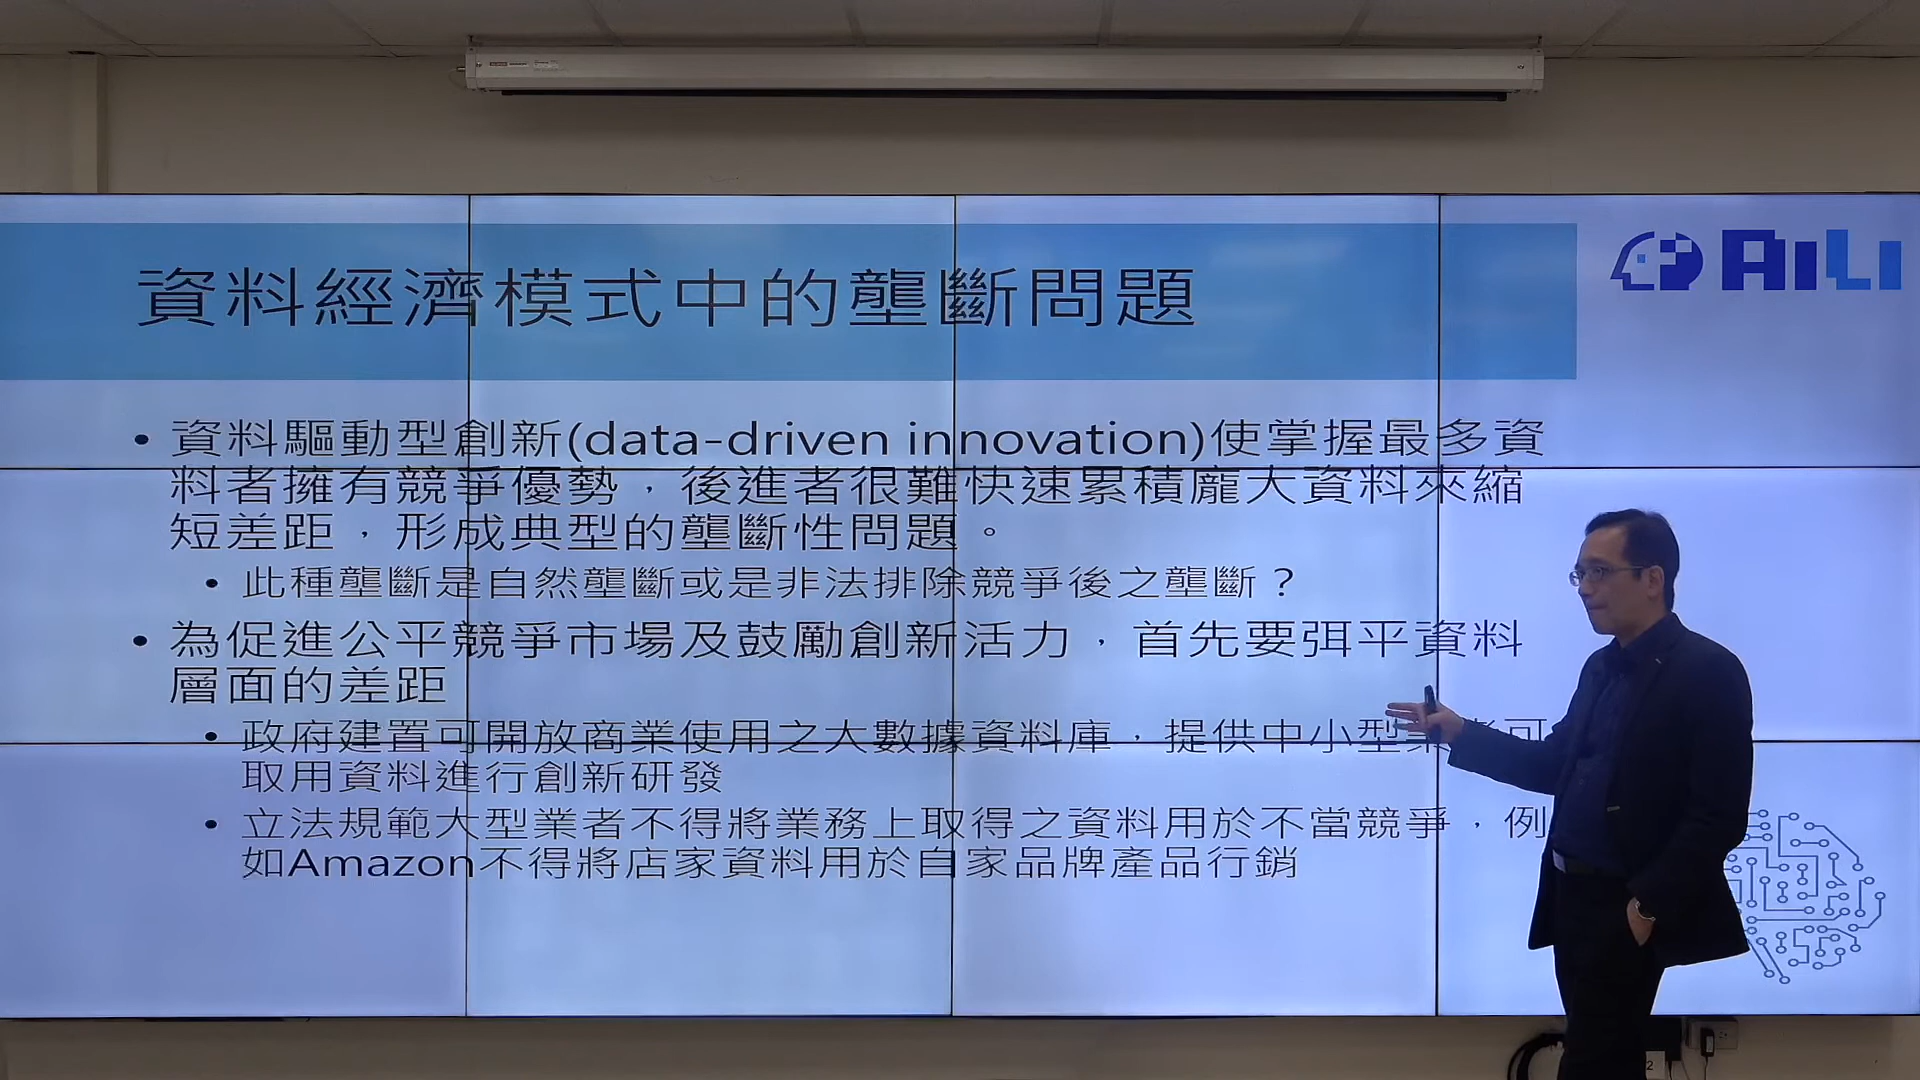 資料經濟模式中的壟斷問題
AiLI
• 資料驅動型創新(data-driven innovation)使掌握最多資
料者擁有競爭優勢，後進者很難快速累積龐大資料來縮
短差距，形成典型的壟斷性問題。
• 此種壟斷是自然壟斷或是非法排除競爭後之壟斷？
• 為促進公平競爭市場及鼓勵創新活力，首先要弭平資料
層面的差距
• 政府建置可開放商業使用之大數據資料庫，提供中小型業者可
取用資料進行創新研發
• 立法規範大型業者不得將業務上取得之資料用於不當競爭，例
如Amazon不得將店家資料用於自家品牌產品行銷
2